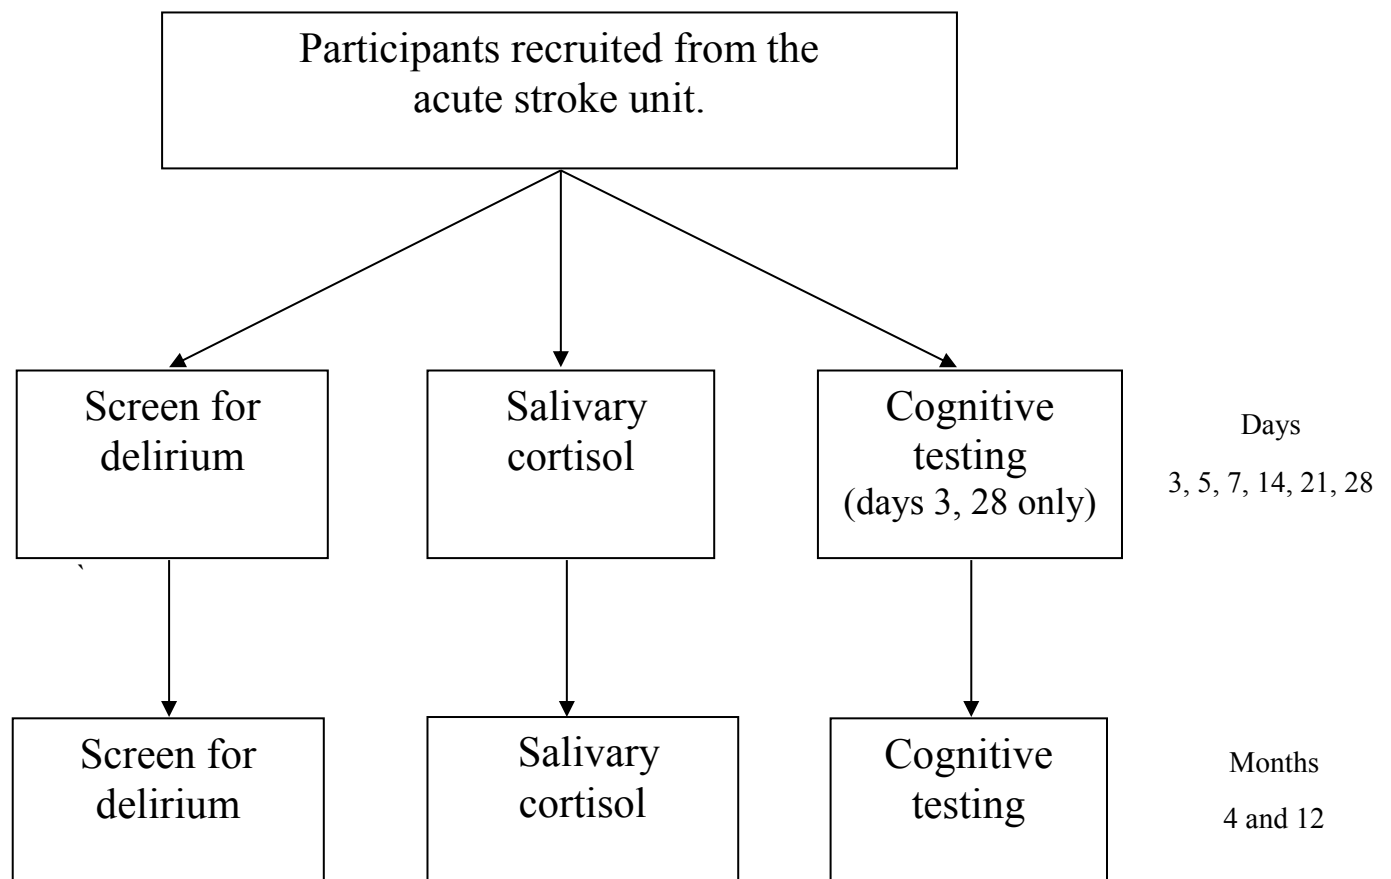 Participants recruited from the
acute stroke unit.
Screen for
delirium
Salivary
cortisol
Cognitive
testing
(days 3, 28 only)
Days
3, 5, 7, 14, 21, 28
`
Screen for
delirium
Salivary
cortisol
Cognitive
testing
Months
4 and 12